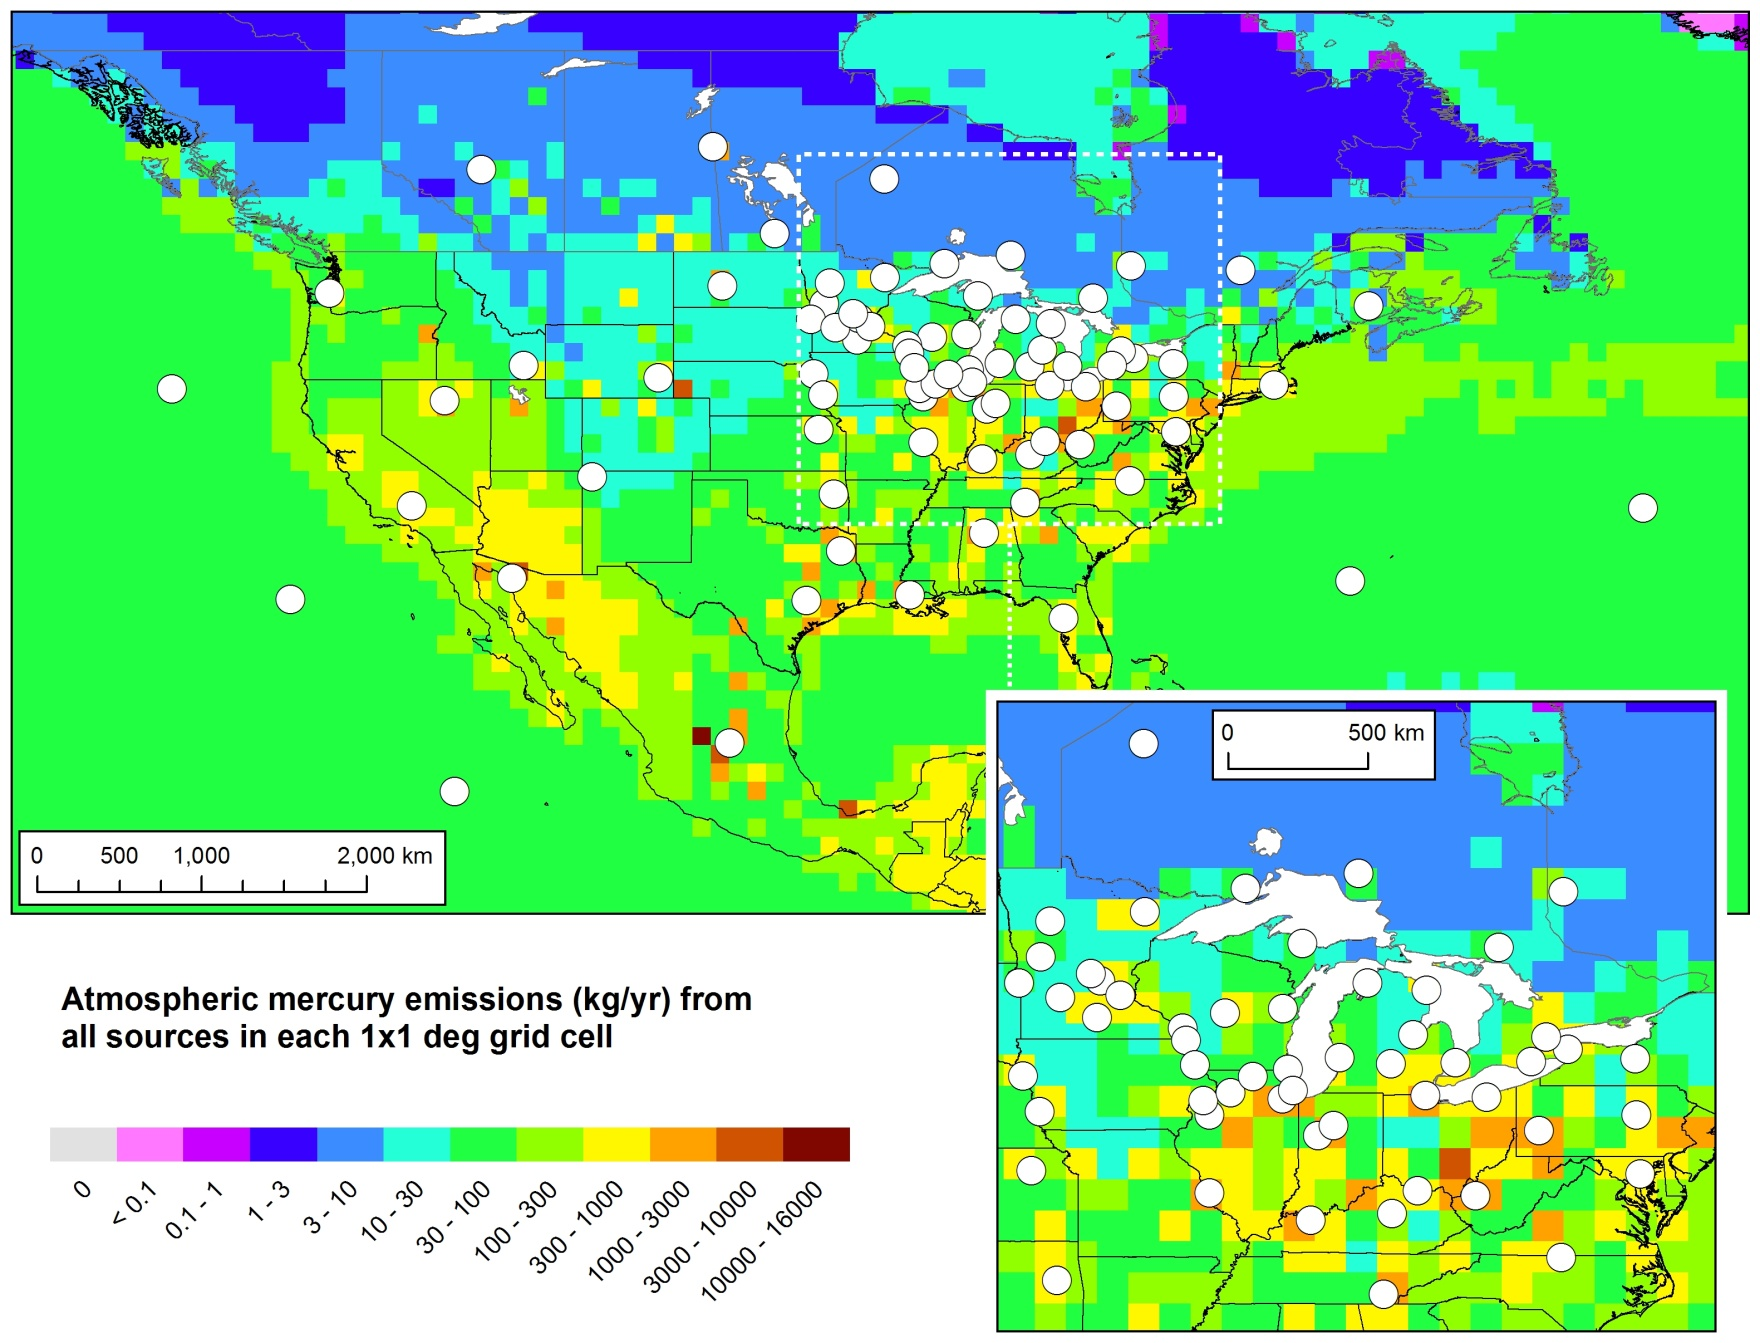 0 500 km
0 500 1,000 2,000 km
Atmospheric mercury emissions (kg/yr) from
all sources in each 1x1 deg grid cell
0
< 0.1
0.1 - 1
1 - 3
3 - 10
10 - 30
30 - 100
100 - 300
300 - 1000
1000 - 3000
3000 - 10000
10000 - 16000